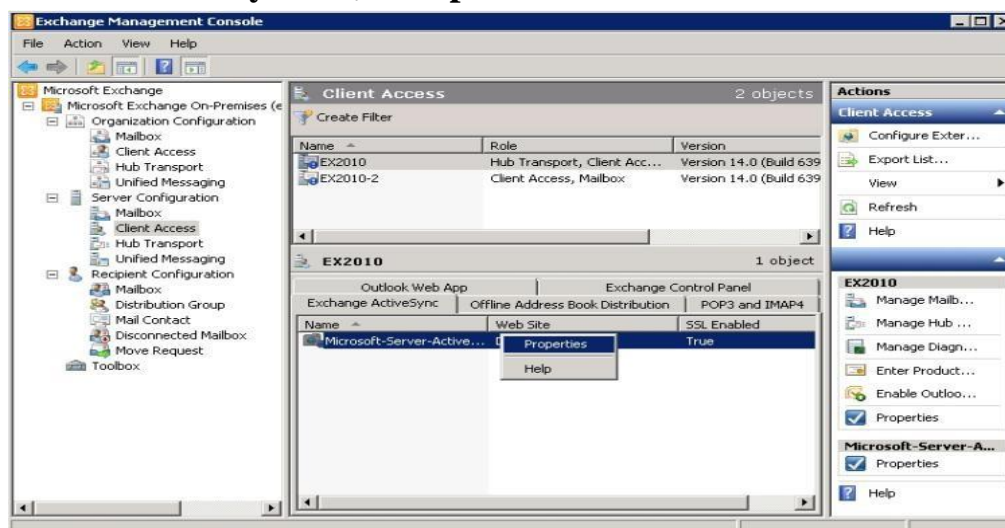 Exchange Management Console
File Action View Help
Microsoft Exchange
Microsoft Exchange On-Premises (e
Organization Configuration
Mailbox
Client Access
Hub Transport
Unified Messaging
Server Configuration
Mailbox
Client Access
Hub Transport
Unified Messaging
Recipient Configuration
Mailbox
Distribution Group
Mail Contact
Disconnected Mailbox
Move Request
Toolbox
Client Access 2 objects
Create Filter
Name Role Version
EX2010 Hub Transport, Client Acc... Version 14.0 (Build 639
EX2010-2 Client Access, Mailbox Version 14.0 (Build 639
EX2010 1 object
Outlook Web App Exchange Control Panel
Exchange ActiveSync Offline Address Book Distribution POP3 and IMAP4
Name Web Site SSL Enabled
Microsoft-Server-Active... True
Properties
Help
Actions
Client Access
Configure Exter...
Export List...
View
Refresh
Help
EX2010
Manage Mailb...
Manage Hub ...
Manage Diagn...
Enter Product...
Enable Outloo...
Properties
Microsoft-Server-A...
Properties
Help